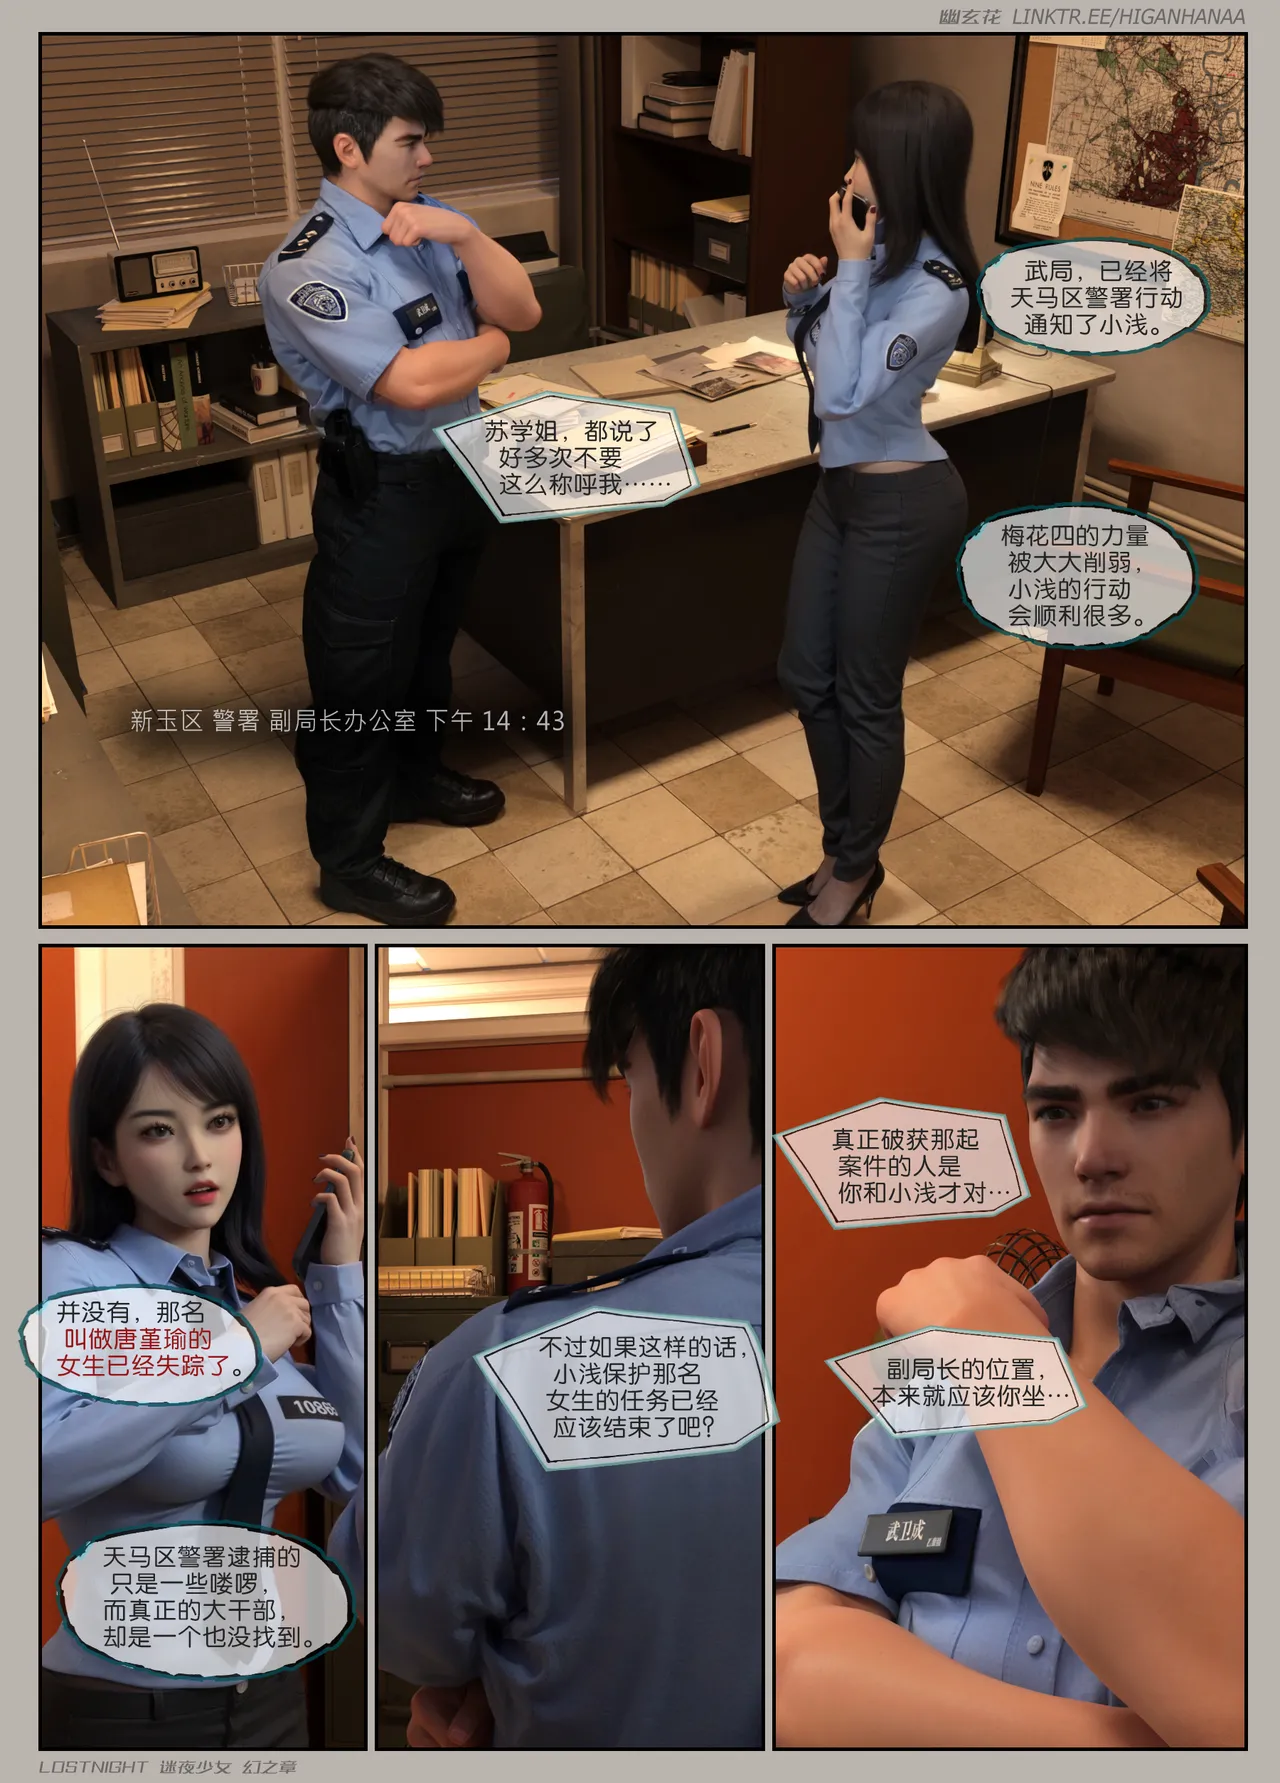 幽玄花 LINKTR.EE/HIGANHANAA
NINE RULES
武卫成
武局，已经将
天马区警署行动
通知了小浅。
苏学姐，都说了
好多次不要
这么称呼我……
梅花四的力量
被大大削弱，
小浅的行动
会顺利很多。
新玉区 警署 副局长办公室 下午 14：43
并没有，那名
叫做唐堇瑜的
女生已经失踪了。
天马区警署逮捕的
只是一些喽啰，
而真正的大干部，
却是一个也没找到。
不过如果这样的话，
小浅保护那名
女生的任务已经
应该结束了吧？
真正破获那起
案件的人是
你和小浅才对…
副局长的位置，
本来就应该你坐…
武卫成
LOSTNIGHT 迷夜少女 幻之章